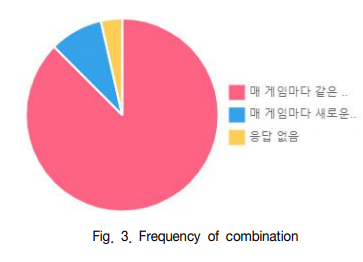 매 게임마다 같은 ..
매 게임마다 새로운..
응답 없음
Fig. 3. Frequency of combination